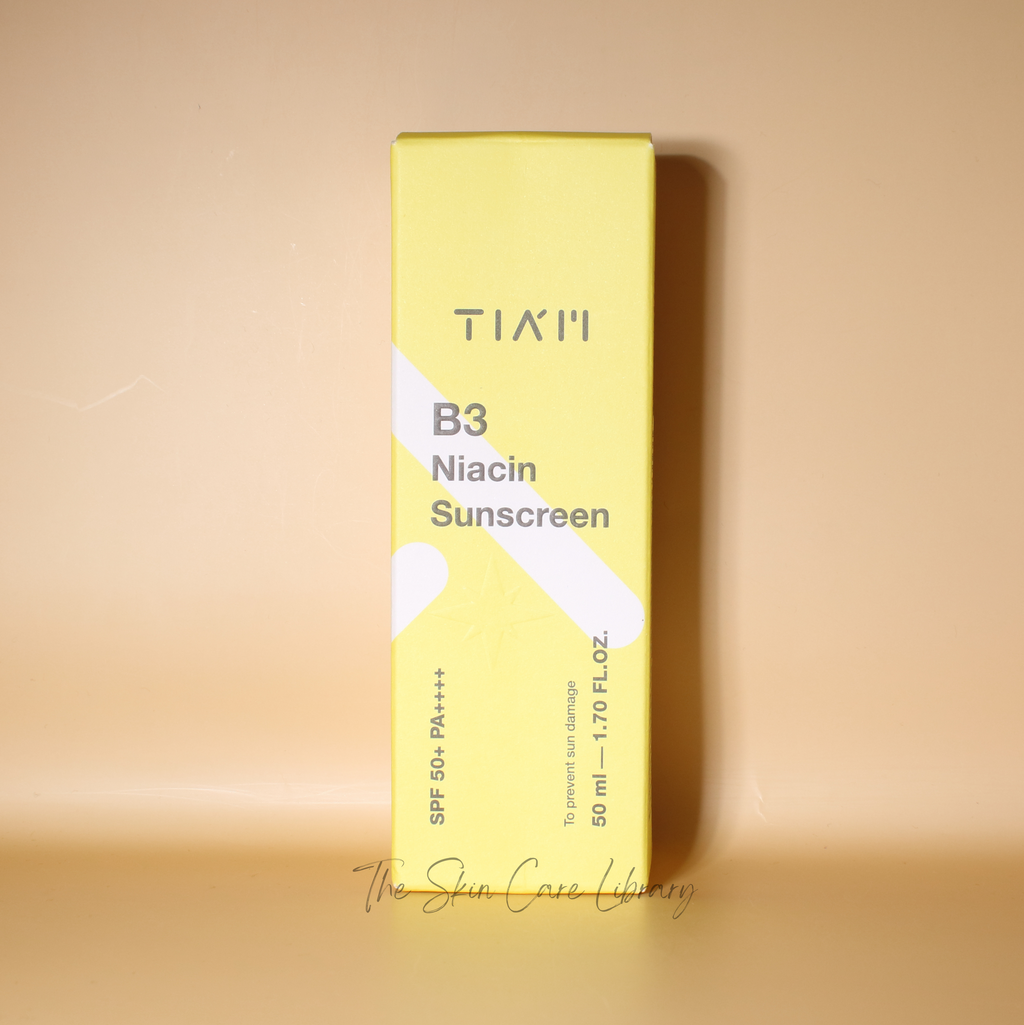 TIAM
B3
Niacin
Sunscreen
SPF 50+ PA++++
To prevent sun damage
50 ml — 1.70 FL.OZ.
The Skin Care Library